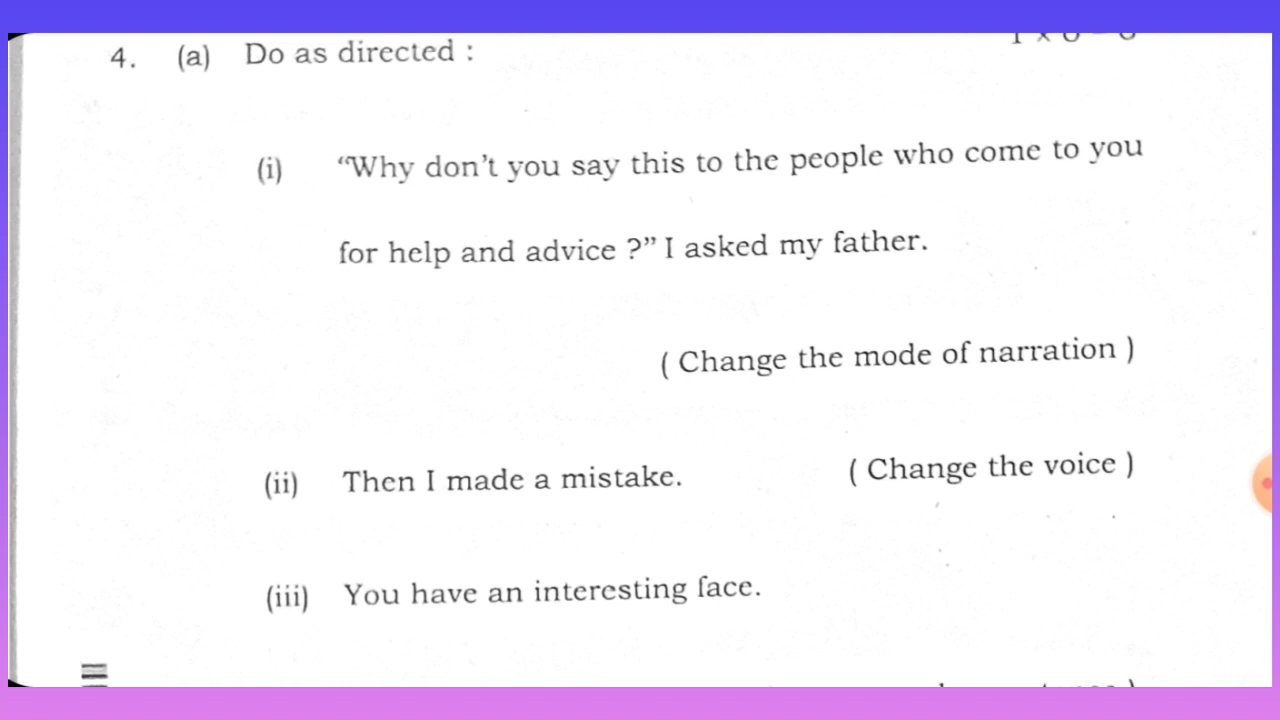 4. (a) Do as directed :
(i) “Why don’t you say this to the people who come to you
for help and advice ?” I asked my father.
( Change the mode of narration )
(ii) Then I made a mistake. ( Change the voice )
(iii) You have an interesting face.